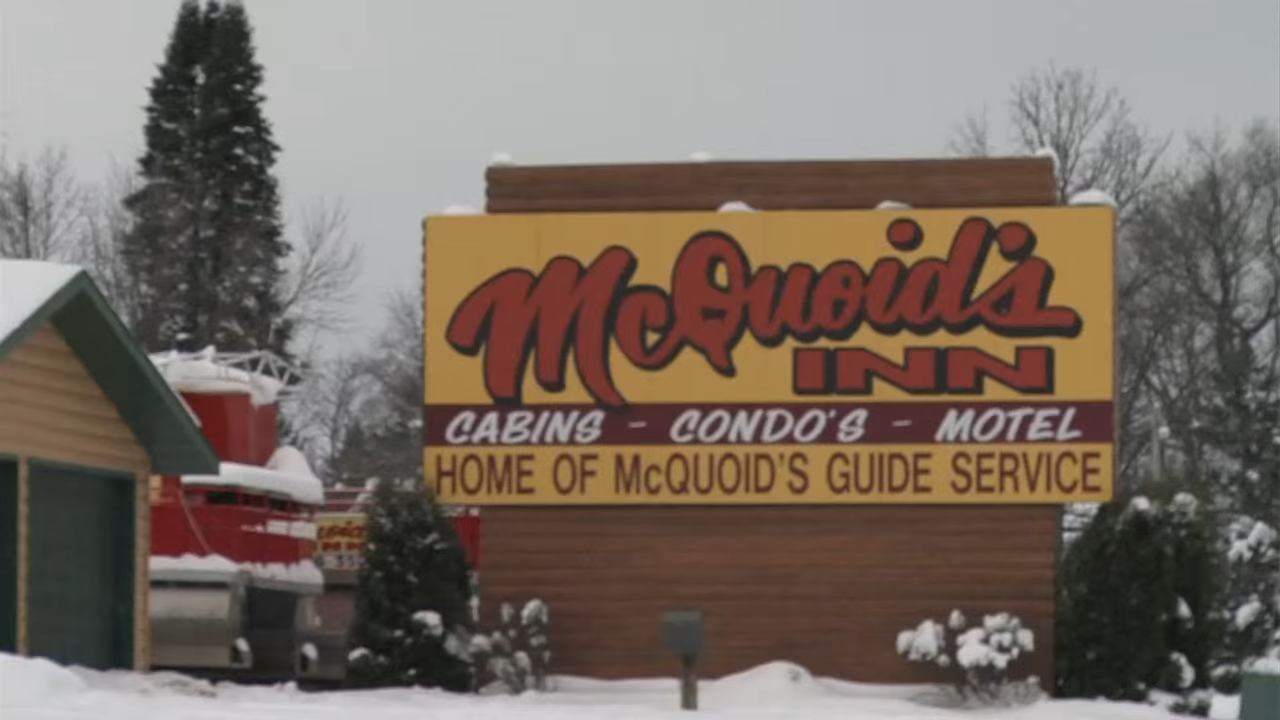 McQuoid's
INN
CABINS - CONDO'S - MOTEL
HOME OF McQUOID'S GUIDE SERVICE